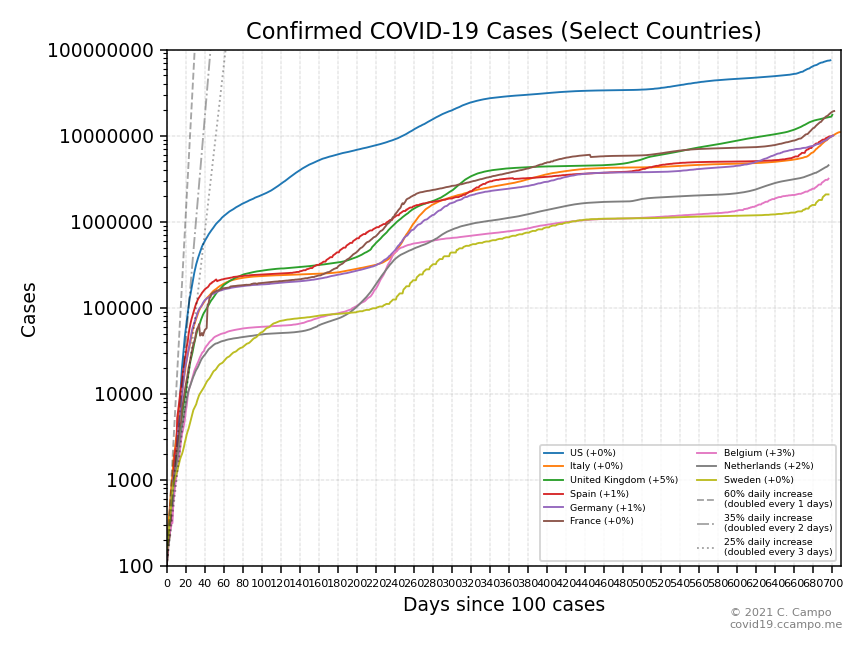 Confirmed COVID-19 Cases (Select Countries)
100000000
10000000
1000000
100000
10000
1000
100
Cases
US (+0%)
Italy (+0%)
United Kingdom (+5%)
Spain (+1%)
Germany (+1%)
France (+0%)
Belgium (+3%)
Netherlands (+2%)
Sweden (+0%)
60% daily increase
(doubled every 1 days)
35% daily increase
(doubled every 2 days)
25% daily increase
(doubled every 3 days)
0 20 40 60 80 100 120 140 160 180 200 220 240 260 280 300 320 340 360 380 400 420 440 460 480 500 520 540 560 580 600 620 640 660 680 700
Days since 100 cases
© 2021 C. Campo
covid19.ccampo.me